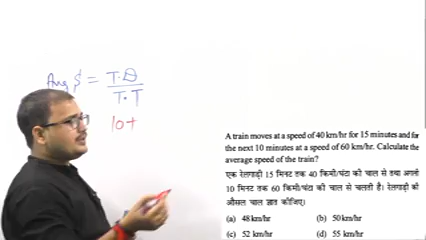 Avg S = T.D
T.T
10+
A train moves at a speed of 40 km/hr for 15 minutes and for
the next 10 minutes at a speed of 60 km/hr. Calculate the
average speed of the train?
एक रेलगाड़ी 15 मिनट तक 40 किमी/घंटा की चाल से तथा अगली
10 मिनट तक 60 किमी/घंटा की चाल से चलती है। रेलगाड़ी की
औसत चाल ज्ञात कीजिए।
(a) 48 km/hr (b) 50 km/hr
(c) 52 km/hr (d) 55 km/hr